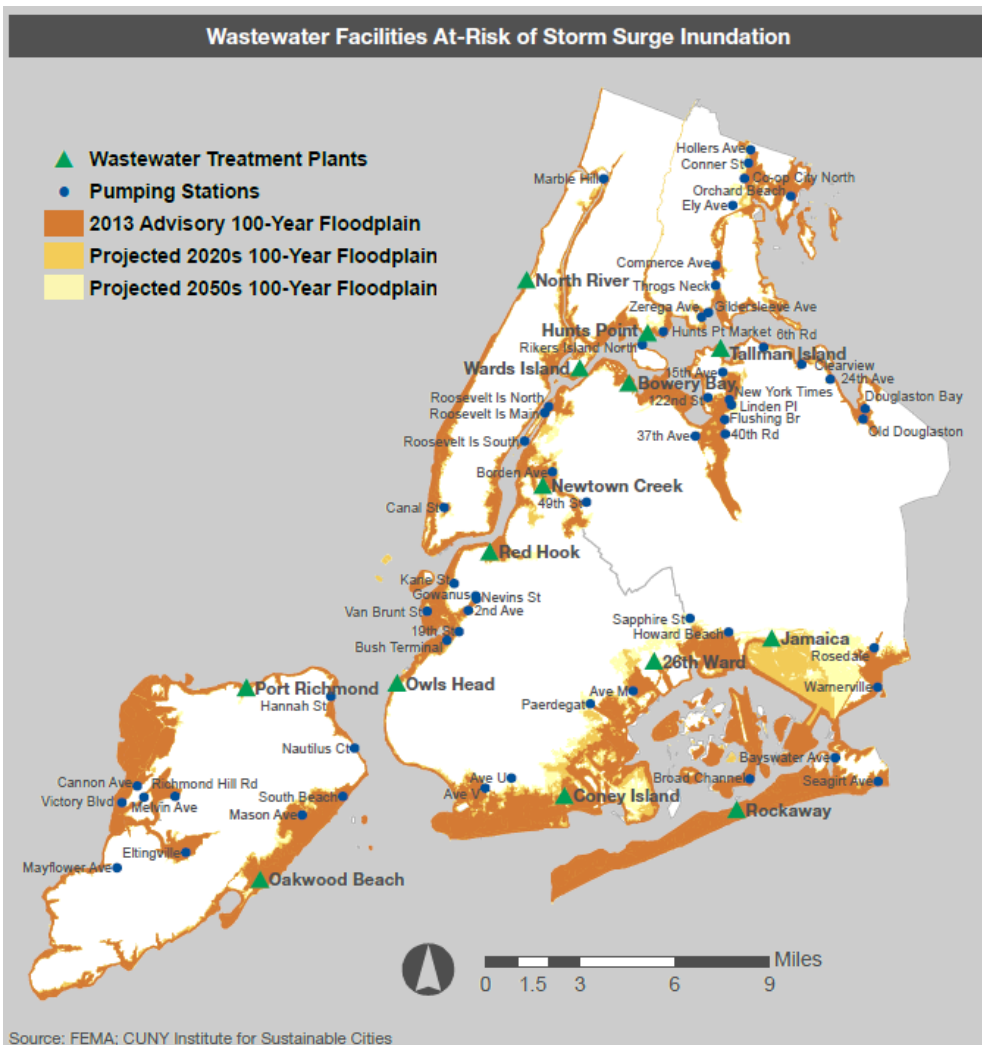 Wastewater Facilities At-Risk of Storm Surge Inundation
Wastewater Treatment Plants
Pumping Stations
2013 Advisory 100-Year Floodplain
Projected 2020s 100-Year Floodplain
Projected 2050s 100-Year Floodplain
Hollers Ave
Conner St
Co-op City North
Orchard Beach
Ely Ave
Marble Hill
Commerce Ave
Throgs Neck
North River
Zerega Ave
Gildersleeve Ave
Hunts Point
Hunts Pt Market
6th Rd
Rikers Island North
Tallman Island
Wards Island
15th Ave
Clearview
24th Ave
Bowery Bay
122nd St
New York Times
Linden Pl
Douglaston Bay
Roosevelt Is North
Roosevelt Is Main
Flushing Br
Old Douglaston
Roosevelt Is South
37th Ave
40th Rd
Borden Ave
Newtown Creek
49th St
Canal St
Red Hook
Kane St
Gowanus
Nevins St
Van Brunt St
2nd Ave
19th St
Bush Terminal
Sapphire St
Howard Beach
Jamaica
Rosedale
26th Ward
Port Richmond
Owls Head
Hannah St
Ave M
Paerdegat
Warnerville
Nautilus Ct
Bayswater Ave
Cannon Ave
Richmond Hill Rd
Ave U
Broad Channel
Seagirt Ave
Victory Blvd
Melvin Ave
South Beach
Ave V
Coney Island
Mason Ave
Rockaway
Eltingville
Mayflower Ave
Oakwood Beach
Miles
0 1.5 3 6 9
Source: FEMA; CUNY Institute for Sustainable Cities